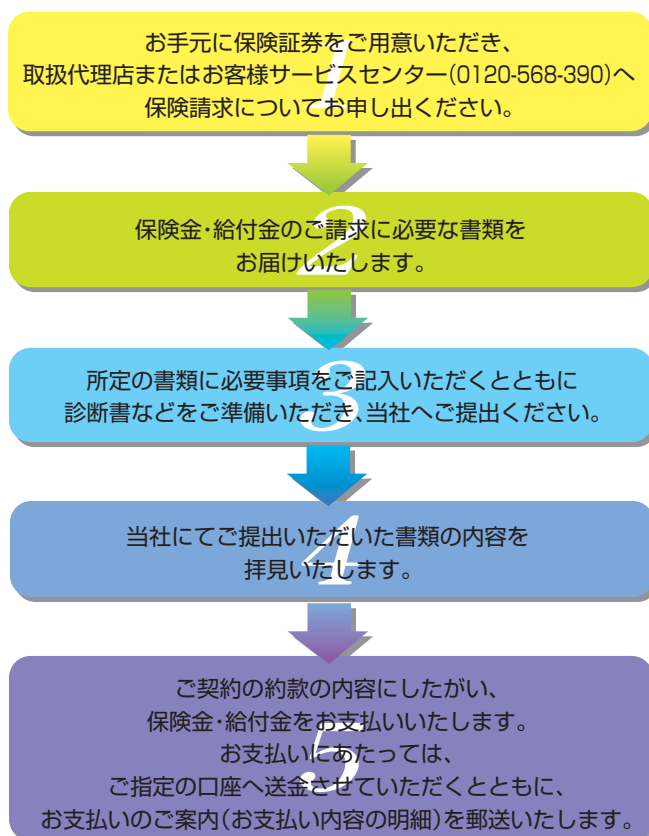 1
お手元に保険証券をご用意いただき、
取扱代理店またはお客様サービスセンター(0120-568-390)へ
保険請求についてお申し出ください。
2
保険金・給付金のご請求に必要な書類を
お届けいたします。
3
所定の書類に必要事項をご記入いただくとともに
診断書などをご準備いただき、当社へご提出ください。
4
当社にてご提出いただいた書類の内容を
拝見いたします。
5
ご契約の約款の内容にしたがい、
保険金・給付金をお支払いいたします。
お支払いにあたっては、
ご指定の口座へ送金させていただくとともに、
お支払いのご案内(お支払い内容の明細)を郵送いたします。